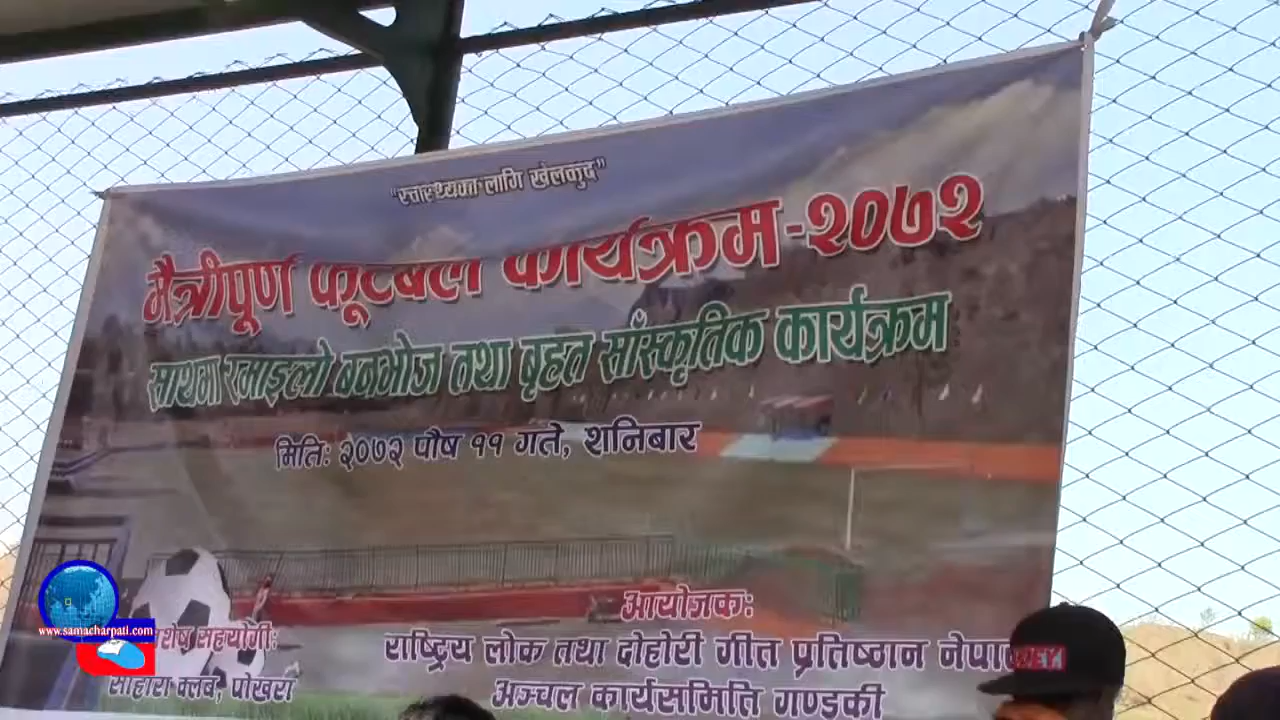 "स्वास्थ्यका लागि खेलकुद"
मैत्रीपूर्ण फूटबल कार्यक्रम-२०७२
साथमा रमाइलो बनभोज तथा बृहत साँस्कृतिक कार्यक्रम
मिति: २०७२ पौष ११ गते, शनिबार
आयोजक:
राष्ट्रिय लोक तथा दोहोरी गीत प्रतिष्ठान
अञ्चल कार्यसमिति गण्डकी
सहयोगी:
साहारा क्लब, पोखरा
www.samacharpati.com